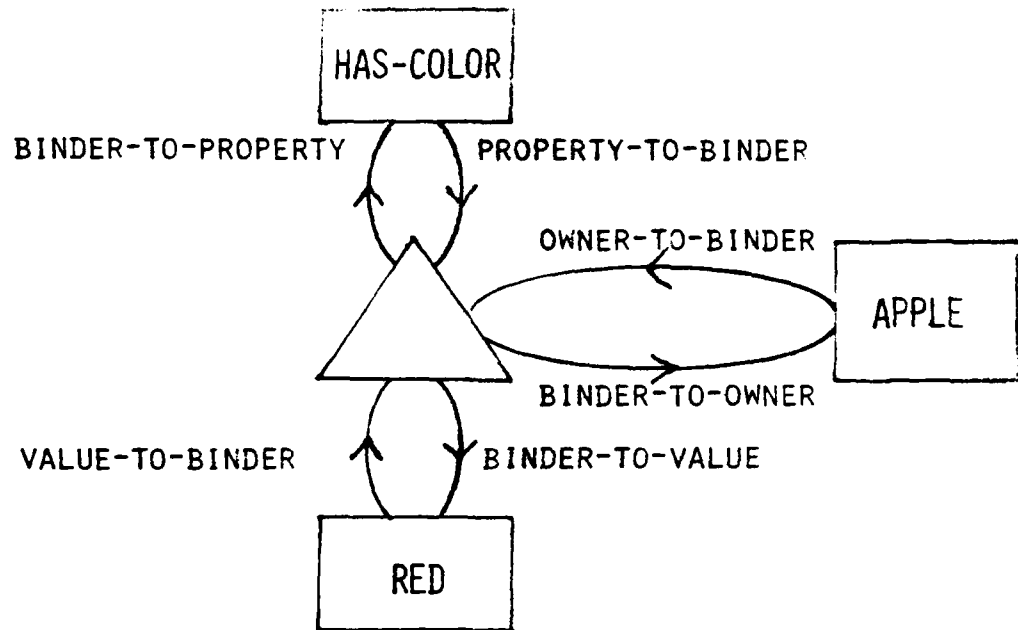 HAS-COLOR
BINDER-TO-PROPERTY
PROPERTY-TO-BINDER
OWNER-TO-BINDER
APPLE
BINDER-TO-OWNER
VALUE-TO-BINDER
BINDER-TO-VALUE
RED